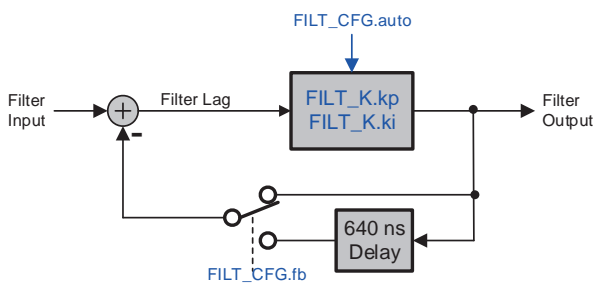 FILT_CFG.auto
Filter
Input
+
Filter Lag
-
FILT_K.kp
FILT_K.ki
Filter
Output
640 ns
Delay
FILT_CFG.fb